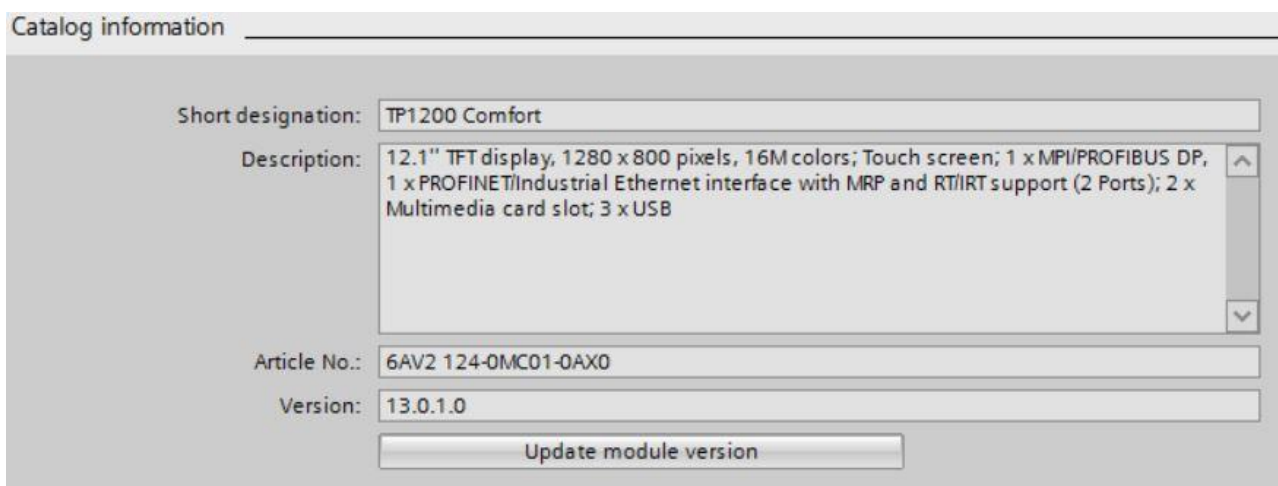 Catalog information
Short designation: TP1200 Comfort
Description: 12.1" TFT display, 1280 x 800 pixels, 16M colors; Touch screen; 1 x MPI/PROFIBUS DP,
1 x PROFINET/Industrial Ethernet interface with MRP and RT/IRT support (2 Ports); 2 x
Multimedia card slot; 3 x USB
Article No.: 6AV2 124-0MC01-0AX0
Version: 13.0.1.0
Update module version